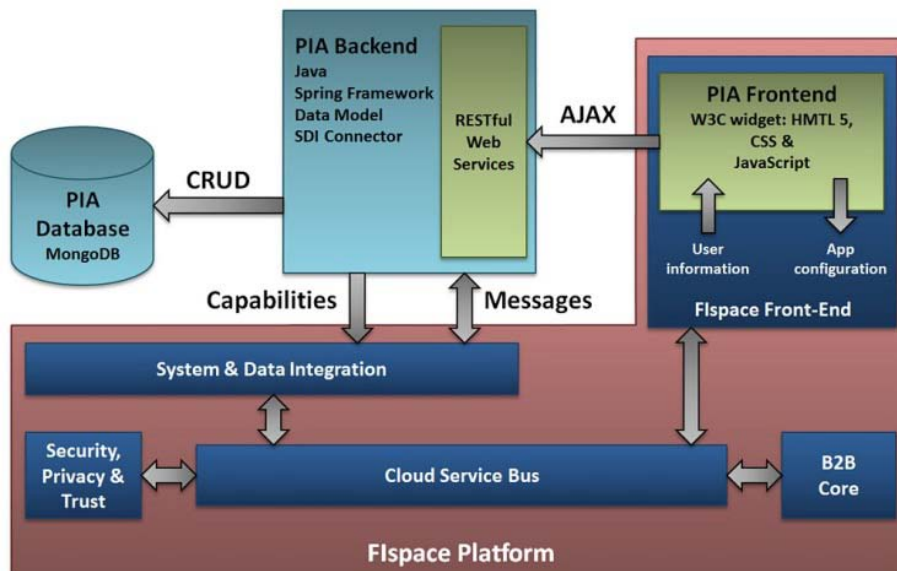 PIA Backend
Java
Spring Framework
Data Model
SDI Connector
RESTful
Web
Services
AJAX
PIA Frontend
W3C widget: HMTL 5,
CSS &
JavaScript
User
information
App
configuration
FIspace Front-End
CRUD
PIA
Database
MongoDB
Capabilities
Messages
System & Data Integration
Security,
Privacy &
Trust
Cloud Service Bus
B2B
Core
FIspace Platform